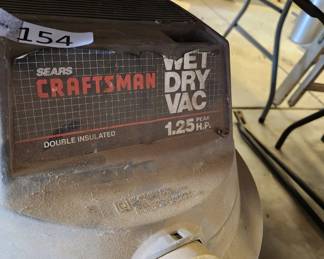 154
SEARS
CRAFTSMAN
WET
DRY
VAC
1.25 PEAK H.P.
DOUBLE INSULATED